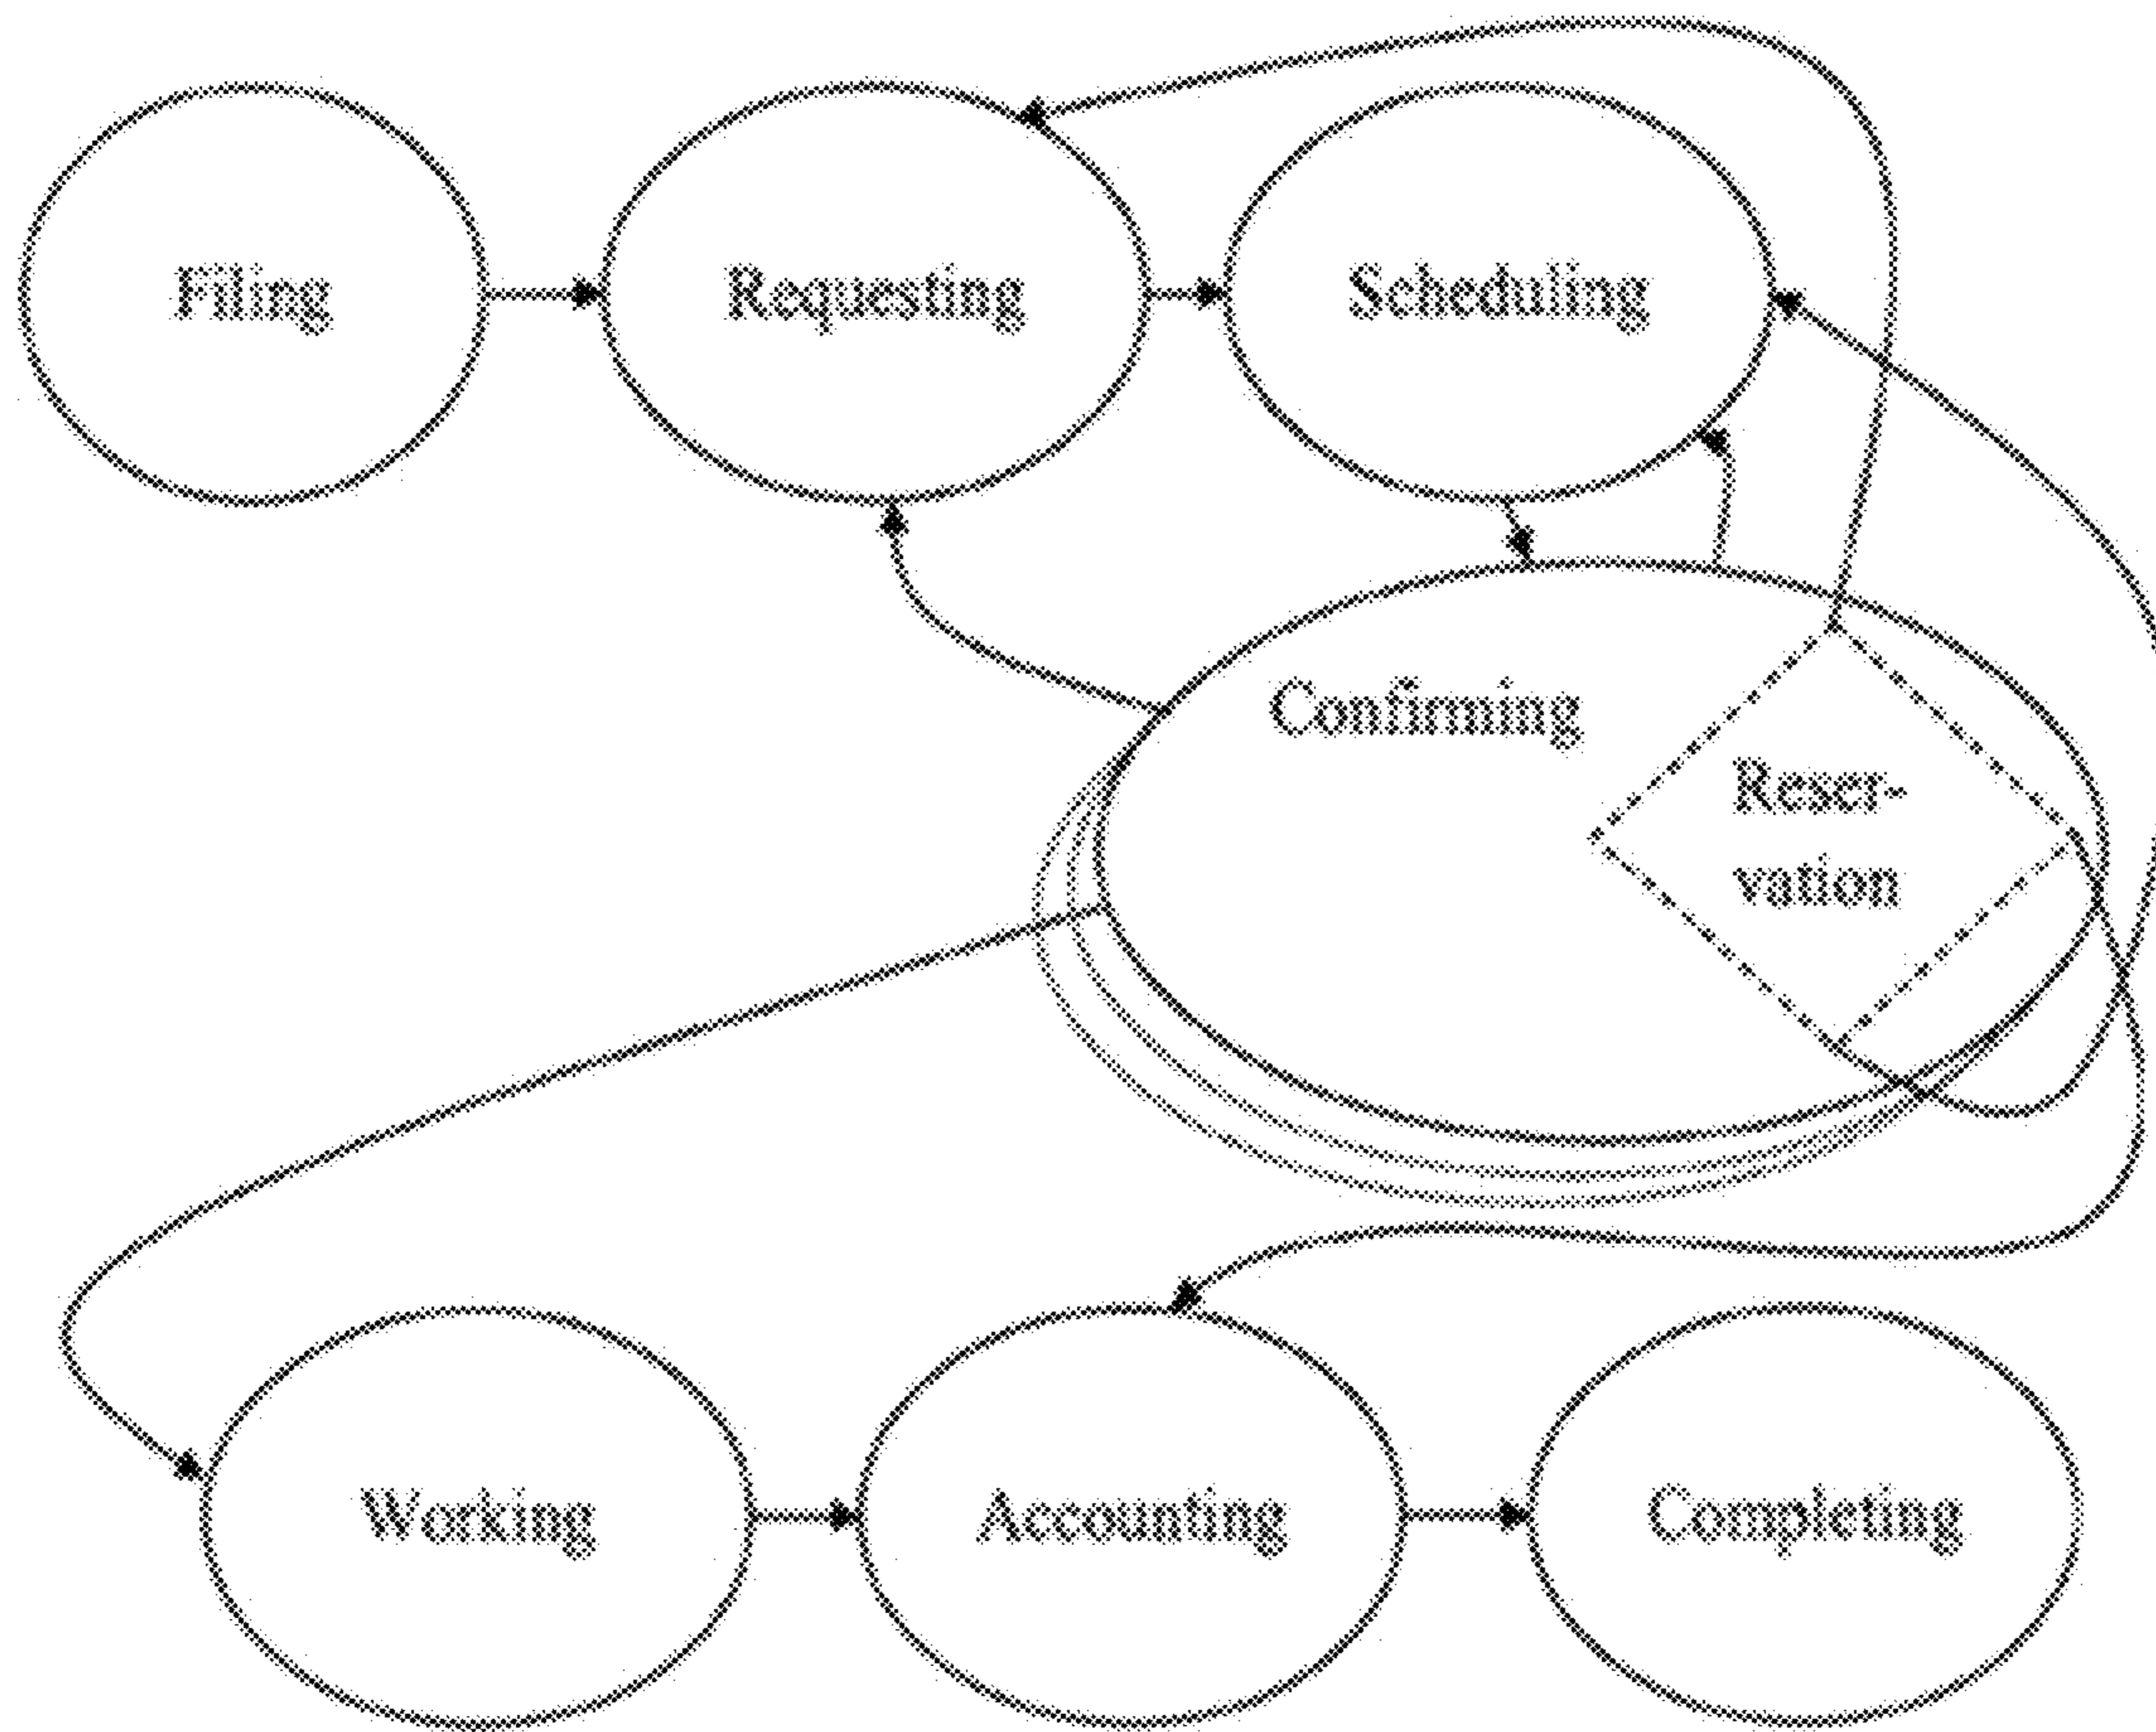 Filing
Requesting
Scheduling
Confirming
Reser-
vation
Working
Accounting
Completing